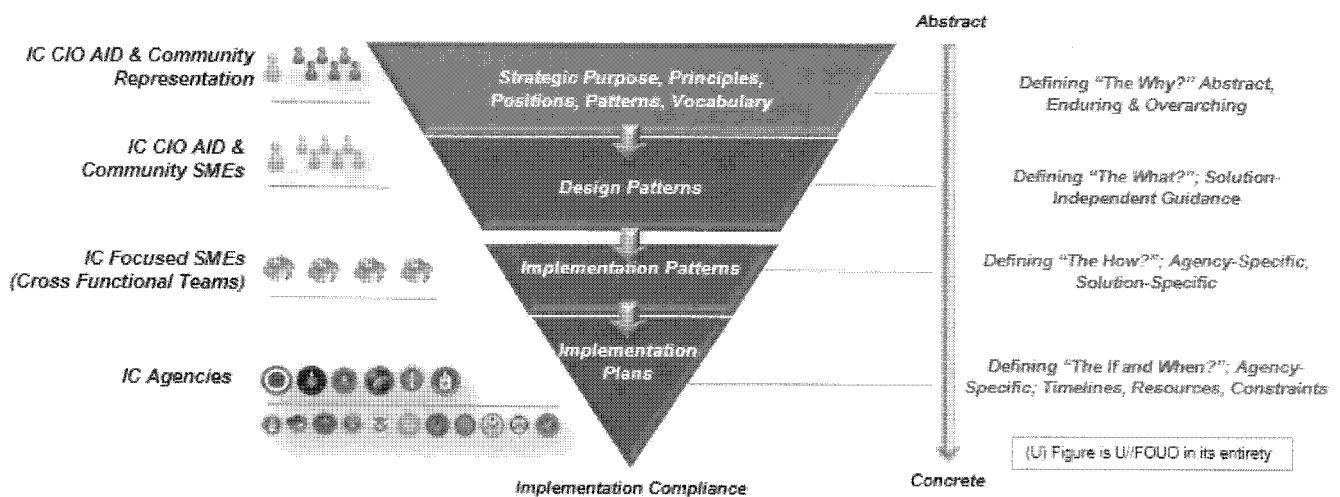 IC CIO AID & Community
Representation
IC CIO AID &
Community SMEs
IC Focused SMEs
(Cross Functional Teams)
IC Agencies
Strategic Purpose, Principles,
Positions, Patterns, Vocabulary
Design Patterns
Implementation Patterns
Implementation
Plans
Implementation Compliance
Abstract
Defining "The Why?" Abstract,
Enduring & Overarching
Defining "The What?"; Solution-
Independent Guidance
Defining "The How?"; Agency-Specific,
Solution-Specific
Defining "The If and When?"; Agency-
Specific; Timelines, Resources, Constraints
(U) Figure is U//FOUO in its entirety
Concrete